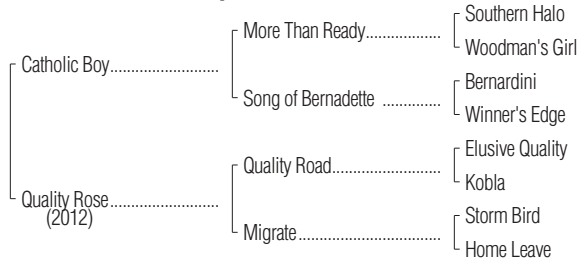 Southern Halo
More Than Ready....................
Woodman's Girl
Catholic Boy.............................
Bernardini
Song of Bernadette ...............
Winner's Edge
Elusive Quality
Quality Road.............................
Kobla
Quality Rose.............................
(2012)
Storm Bird
Migrate......................................
Home Leave